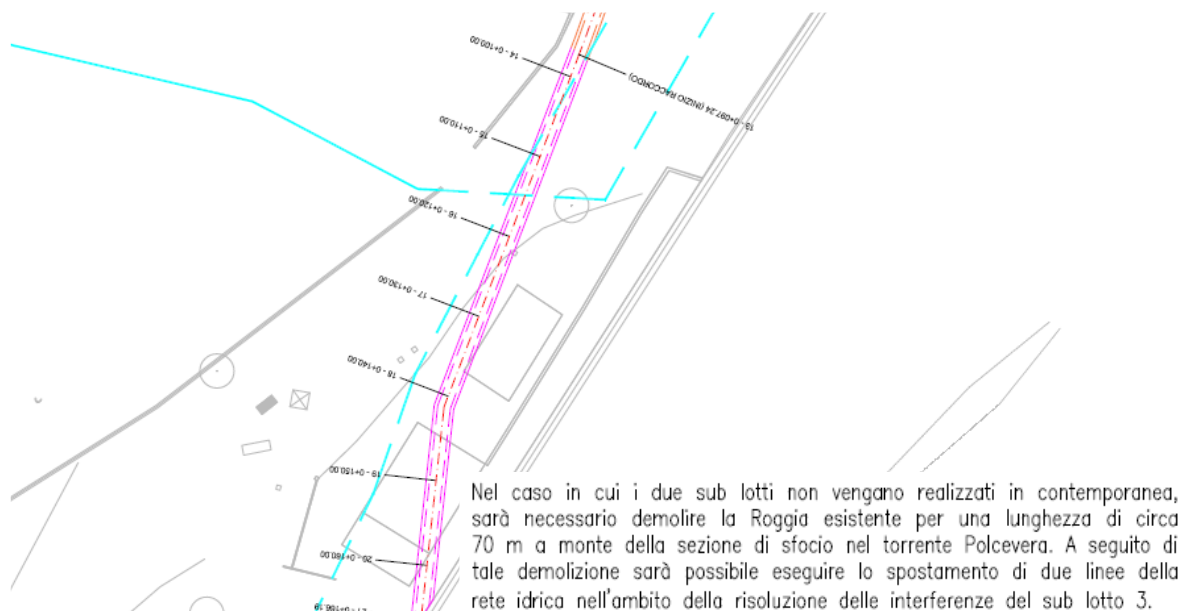 14 - 0+100.00
13 - 0+097.24 (INIZIO RACCORDO)
15 - 0+110.00
16 - 0+120.00
17 - 0+130.00
18 - 0+140.00
19 - 0+150.00
20 - 0+160.00
Nel caso in cui i due sub lotti non vengano realizzati in contemporanea,
sarà necessario demolire la Roggia esistente per una lunghezza di circa
70 m a monte della sezione di sfocio nel torrente Polcevera. A seguito di
tale demolizione sarà possibile eseguire lo spostamento di due linee della
rete idrica nell'ambito della risoluzione delle interferenze del sub lotto 3.